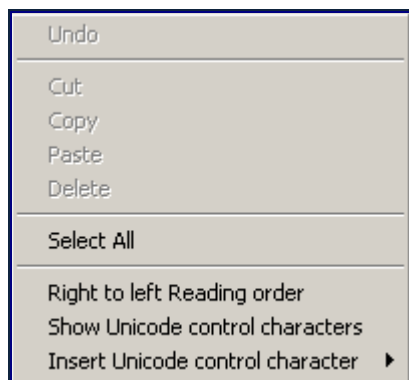 Undo
Cut
Copy
Paste
Delete
Select All
Right to left Reading order
Show Unicode control characters
Insert Unicode control character